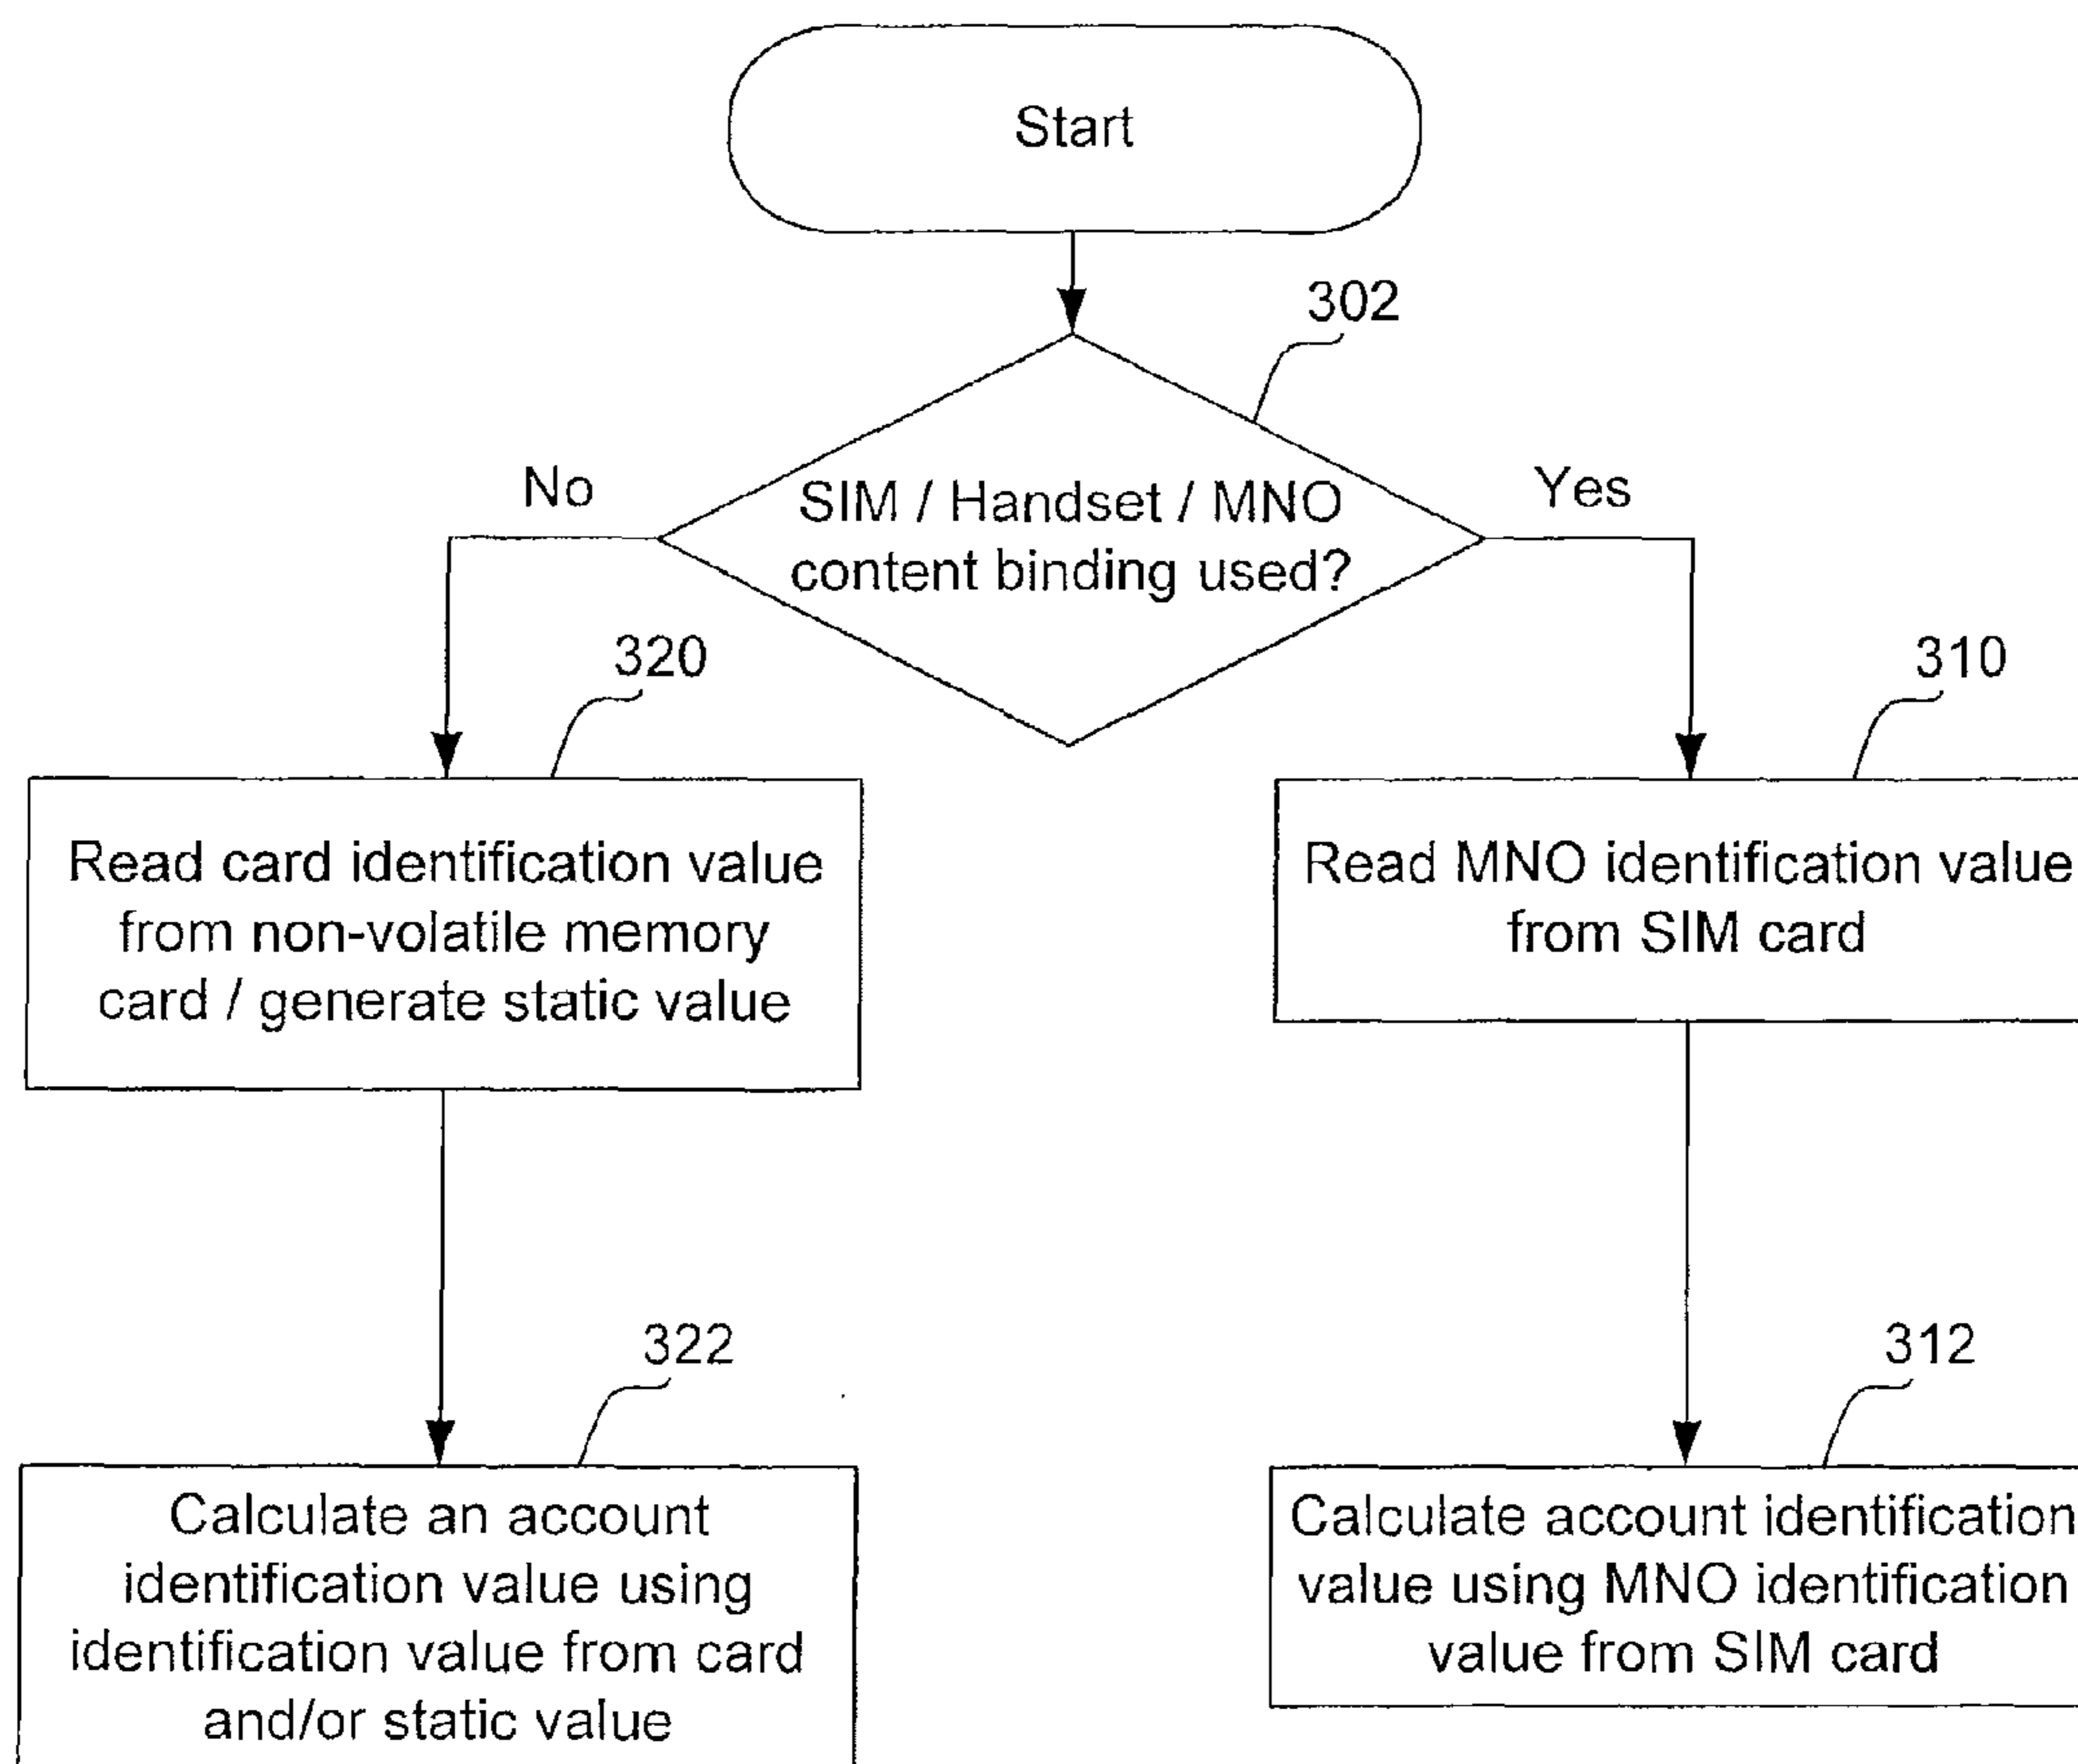 Start
302
No
SIM / Handset / MNO
content binding used?
Yes
320
310
Read card identification value
from non-volatile memory
card / generate static value
Read MNO identification value
from SIM card
322
312
Calculate an account
identification value using
identification value from card
and/or static value
Calculate account identification
value using MNO identification
value from SIM card